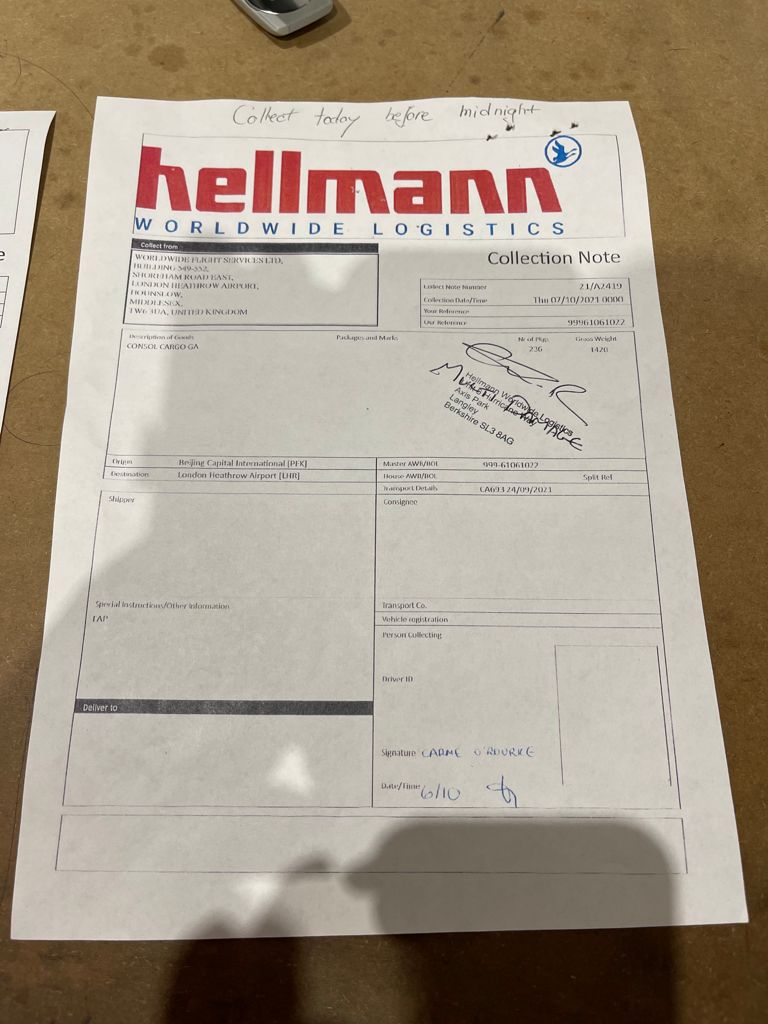 Collect today before midnight
hellmann
WORLDWIDE LOGISTICS
Collect from
WORLDWIDE FLIGHT SERVICES LTD,
BUILDING 549-552,
SHOREHAM ROAD EAST,
LONDON HEATHROW AIRPORT,
HOUNSLOW,
MIDDLESEX,
TW6 3UA, UNITED KINGDOM
Collection Note
Collect Note Number 21/A2419
Collection Date/Time Thu 07/10/2021 0000
Your Reference
Our Reference 99961061022
Description of Goods Packages and Marks Nr of Pkgs Gross Weight
CONSOL CARGO GA 236 1420
Hellmann Worldwide Logistics
Hurricane Way
Axis Park
Langley
Berkshire SL3 8AG
Origin Beijing Capital International [PEK] Master AWB/BOL 999-61061022
House AWB/BOL Split Ref
Destination London Heathrow Airport [LHR]
Transport Details CA693 24/09/2021
Shipper Consignee
Special Instructions/Other Information Transport Co.
Vehicle registration
Person Collecting
Driver ID
Deliver to
Signature O'ROURKE
Date/Time 6/10